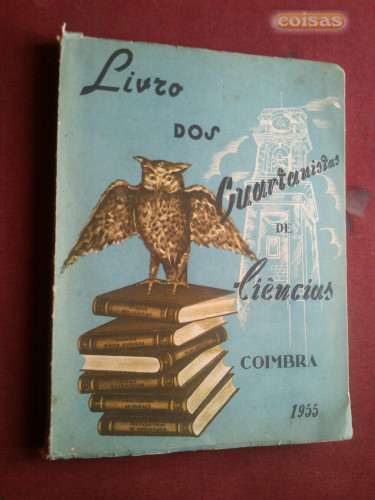 coisas
Livro
DOS
Quartanistas
DE
Ciências
COIMBRA
1955